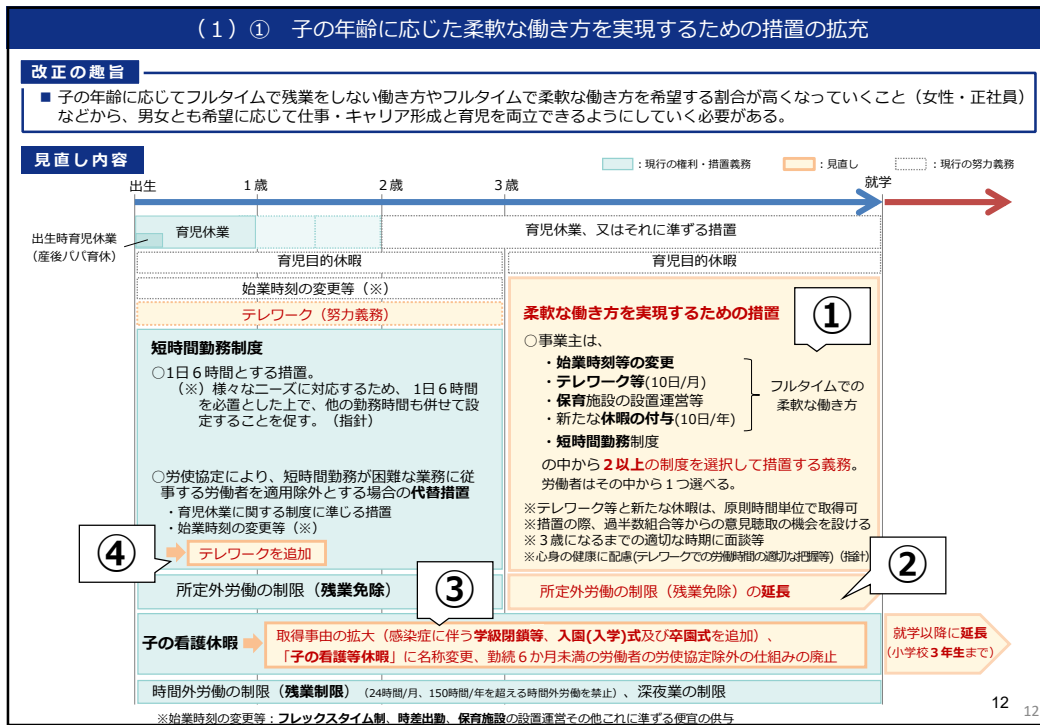 （１）① 子の年齢に応じた柔軟な働き方を実現するための措置の拡充
改正の趣旨
■ 子の年齢に応じてフルタイムで残業をしない働き方やフルタイムで柔軟な働き方を希望する割合が高くなっていくこと（女性・正社員）
などから、男女とも希望に応じて仕事・キャリア形成と育児を両立できるようにしていく必要がある。
見直し内容
：現行の権利・措置義務
：見直し
：現行の努力義務
出生
１歳
２歳
３歳
就学
出生時育児休業
（産後パパ育休）
育児休業
育児休業、又はそれに準ずる措置
育児目的休暇
育児目的休暇
始業時刻の変更等（※）
テレワーク（努力義務）
短時間勤務制度
○1日６時間とする措置。
（※）様々なニーズに対応するため、1日６時間
を必置とした上で、他の勤務時間も併せて設
定することを促す。（指針）
○労使協定により、短時間勤務が困難な業務に従
事する労働者を適用除外とする場合の代替措置
・育児休業に関する制度に準じる措置
・始業時刻の変更等（※）
④
テレワークを追加
柔軟な働き方を実現するための措置
①
○事業主は、
・始業時刻等の変更
・テレワーク等(10日/月)
・保育施設の設置運営等
・新たな休暇の付与(10日/年)
・短時間勤務制度
フルタイムでの
柔軟な働き方
の中から２以上の制度を選択して措置する義務。
労働者はその中から１つ選べる。
※テレワーク等と新たな休暇は、原則時間単位で取得可
※措置の際、過半数組合等からの意見聴取の機会を設ける
※３歳になるまでの適切な時期に面談等
※心身の健康に配慮(テレワークでの労働時間の適切な把握等)（指針）
②
所定外労働の制限（残業免除）
③
所定外労働の制限（残業免除）の延長
子の看護休暇
取得事由の拡大（感染症に伴う学級閉鎖等、入園(入学)式及び卒園式を追加）、
「子の看護等休暇」に名称変更、勤続６か月未満の労働者の労使協定除外の仕組みの廃止
就学以降に延長
（小学校３年生まで）
時間外労働の制限（残業制限）（24時間/月、150時間/年を超える時間外労働を禁止）、深夜業の制限
※始業時刻の変更等：フレックスタイム制、時差出勤、保育施設の設置運営その他これに準ずる便宜の供与
12
12